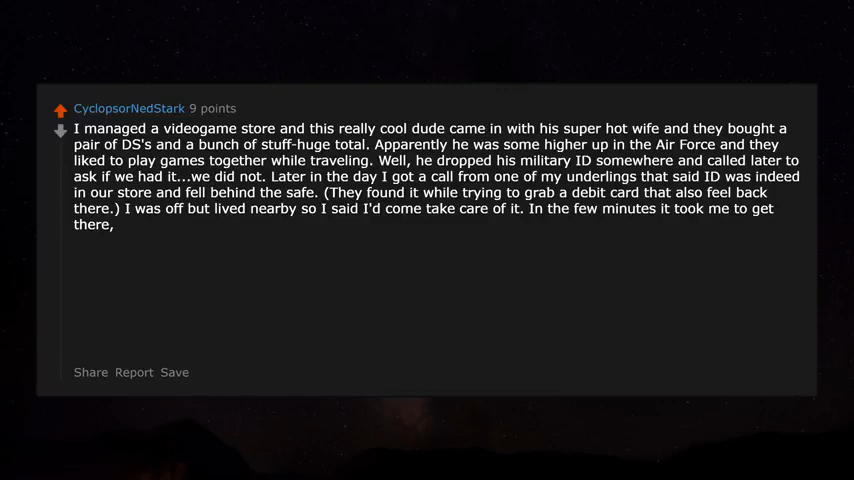 CyclopsorNedStark 9 points
I managed a videogame store and this really cool dude came in with his super hot wife and they bought a
pair of DS's and a bunch of stuff-huge total. Apparently he was some higher up in the Air Force and they
liked to play games together while traveling. Well, he dropped his military ID somewhere and called later to
ask if we had it...we did not. Later in the day I got a call from one of my underlings that said ID was indeed
in our store and fell behind the safe. (They found it while trying to grab a debit card that also feel back
there.) I was off but lived nearby so I said I'd come take care of it. In the few minutes it took me to get
there,
Share Report Save